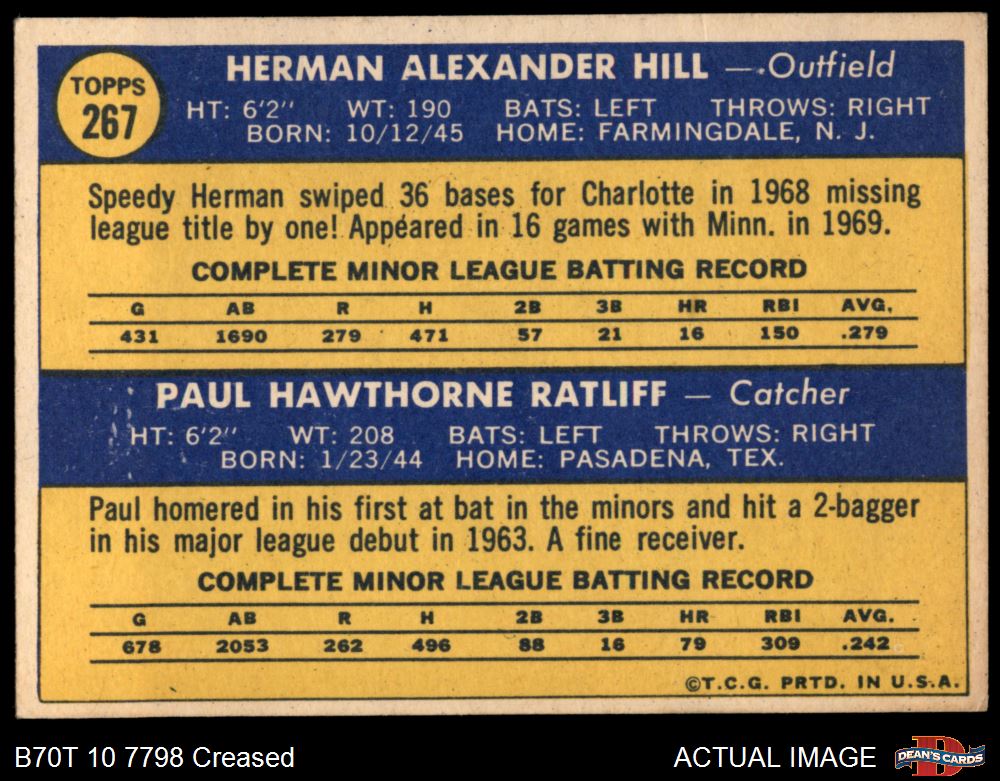 TOPPS
267
HERMAN ALEXANDER HILL — Outfield
HT: 6'2" WT: 190 BATS: LEFT THROWS: RIGHT
BORN: 10/12/45 HOME: FARMINGDALE, N. J.
Speedy Herman swiped 36 bases for Charlotte in 1968 missing
league title by one! Appeared in 16 games with Minn. in 1969.
COMPLETE MINOR LEAGUE BATTING RECORD
G AB R H 2B 3B HR RBI AVG.
431 1690 279 471 57 21 16 150 .279
PAUL HAWTHORNE RATLIFF — Catcher
HT: 6'2" WT: 208 BATS: LEFT THROWS: RIGHT
BORN: 1/23/44 HOME: PASADENA, TEX.
Paul homered in his first at bat in the minors and hit a 2-bagger
in his major league debut in 1963. A fine receiver.
COMPLETE MINOR LEAGUE BATTING RECORD
G AB R H 2B 3B HR RBI AVG.
678 2053 262 496 88 16 79 309 .242
©T.C.G. PRTD. IN U.S.A.
B70T 10 7798 Creased ACTUAL IMAGE
DEAN'S CARDS